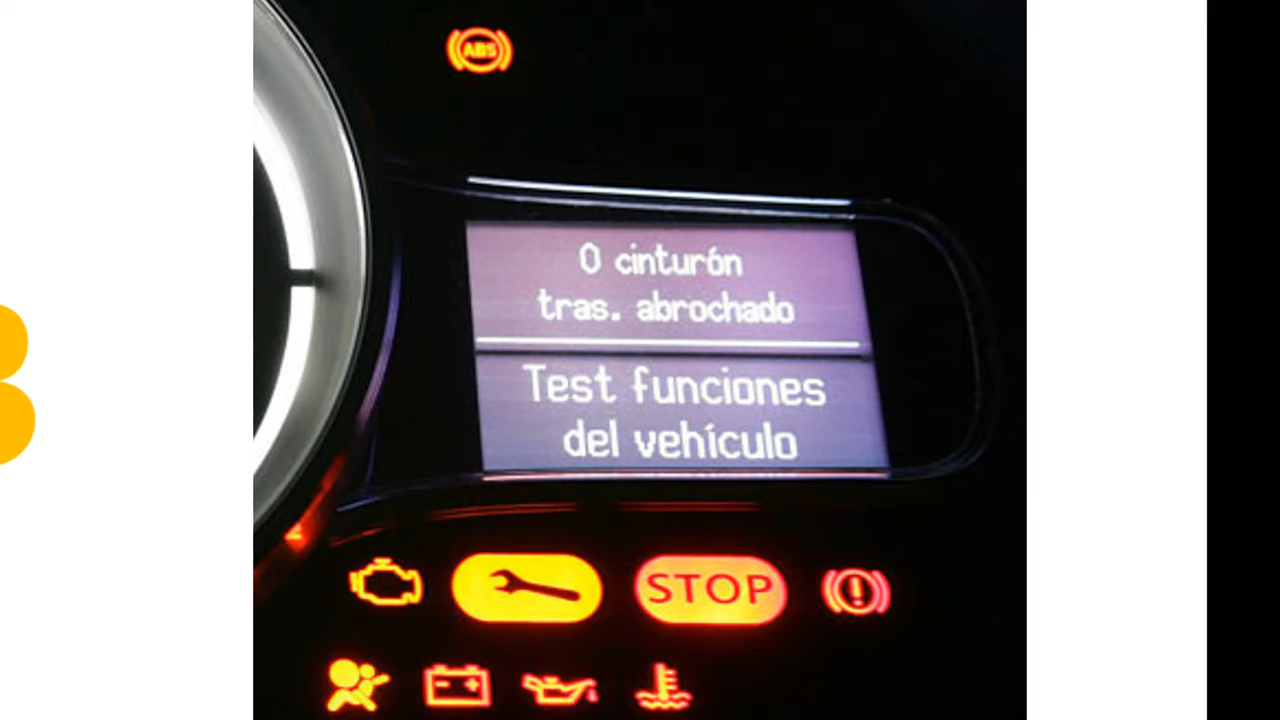 ABS
0 cinturón
tras. abrochado
Test funciones
del vehículo
STOP